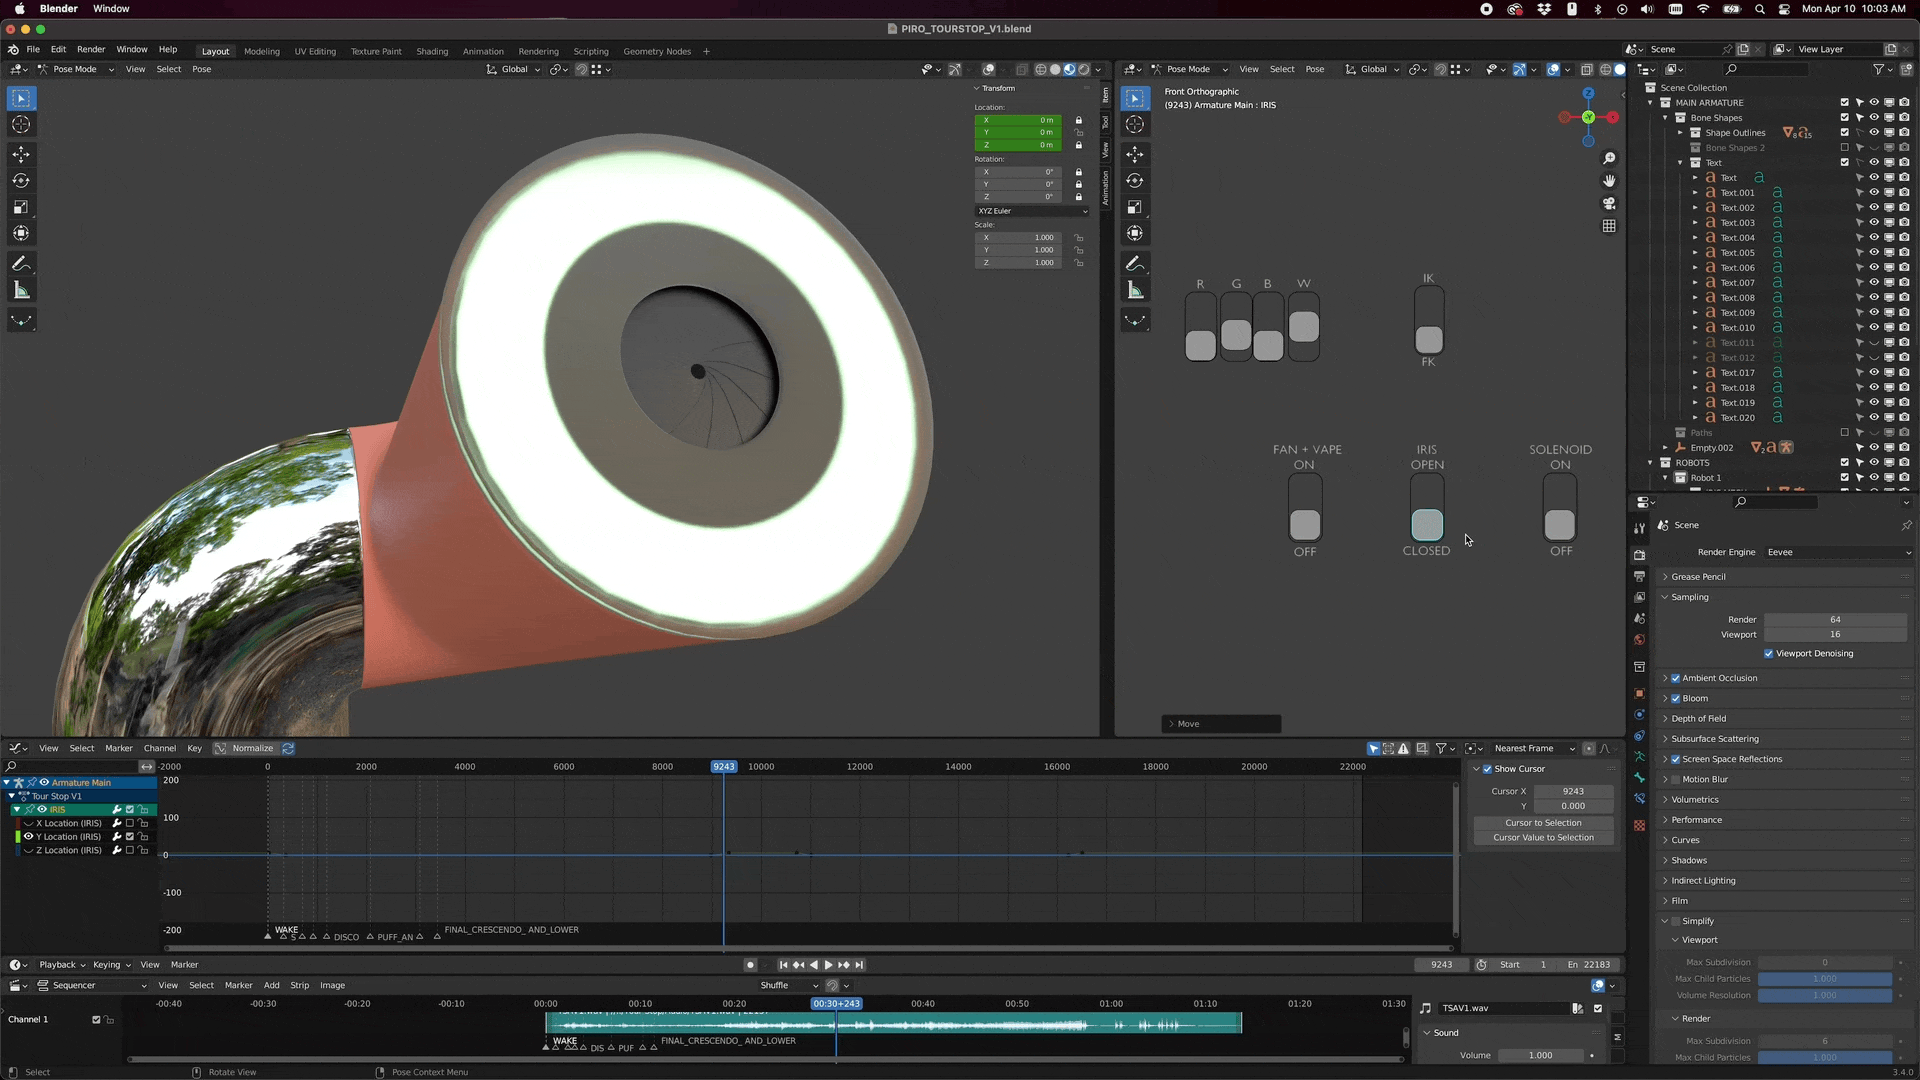 Blender Window
Mon Apr 10 10:03 AM
PIRO_TOURSTOP_V1.blend
File Edit Render Window Help
Layout Modeling UV Editing Texture Paint Shading Animation Rendering Scripting Geometry Nodes +
Scene
View Layer
Pose Mode View Select Pose
Global
Pose Mode View Select Pose
Global
Transform
Location:
X 0 m
Y 0 m
Z 0 m
Rotation:
X 0°
Y 0°
Z 0°
XYZ Euler
Scale:
X 1.000
Y 1.000
Z 1.000
Item
Tool
View
Animation
Front Orthographic
(9243) Armature Main : IRIS
Z
-Y
R G B W
IK
FK
FAN + VAPE
ON
OFF
IRIS
OPEN
CLOSED
SOLENOID
ON
OFF
Move
Scene Collection
MAIN ARMATURE
Bone Shapes
Shape Outlines
Bone Shapes 2
Text
Text
Text.001
Text.002
Text.003
Text.004
Text.005
Text.006
Text.007
Text.008
Text.009
Text.010
Text.011
Text.012
Text.017
Text.018
Text.019
Text.020
Paths
Empty.002
ROBOTS
Robot 1
Scene
Render Engine Eevee
Grease Pencil
Sampling
Render 64
Viewport 16
Viewport Denoising
Ambient Occlusion
Bloom
Depth of Field
Subsurface Scattering
Screen Space Reflections
Motion Blur
Volumetrics
Performance
Curves
Shadows
Indirect Lighting
Film
Simplify
Viewport
Max Subdivision 0
Max Child Particles 1.000
Volume Resolution 1.000
Render
Max Subdivision 6
Max Child Particles 1.000
View Select Marker Channel Key Normalize
Nearest Frame
-2000 0 2000 4000 6000 8000 9243 10000 12000 14000 16000 18000 20000 22000
Armature Main
Tour Stop V1
IRIS
X Location (IRIS)
Y Location (IRIS)
Z Location (IRIS)
200
100
0
-100
-200
WAKE
S DISCO PUFF_AN
FINAL_CRESCENDO_ AND_LOWER
Show Cursor
Cursor X 9243
Y 0.000
Cursor to Selection
Cursor Value to Selection
Playback Keying View Marker
9243 Start 1 En 22183
Sequencer View Select Marker Add Strip Image
Shuffle
-00:40 -00:30 -00:20 -00:10 00:00 00:10 00:20 00:30+243 00:40 00:50 01:00 01:10 01:20 01:30
Channel 1
WAKE
DIS PUF
FINAL_CRESCENDO_ AND_LOWER
TSAV1.wav
Sound
Volume 1.000
Select Rotate View Pose Context Menu
3.4.0